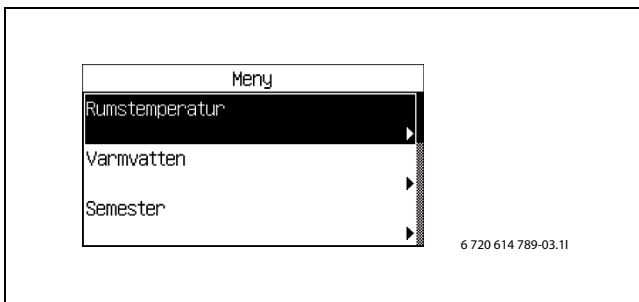 Meny
Rumstemperatur
Varmvatten
Semester
6 720 614 789-03.1I